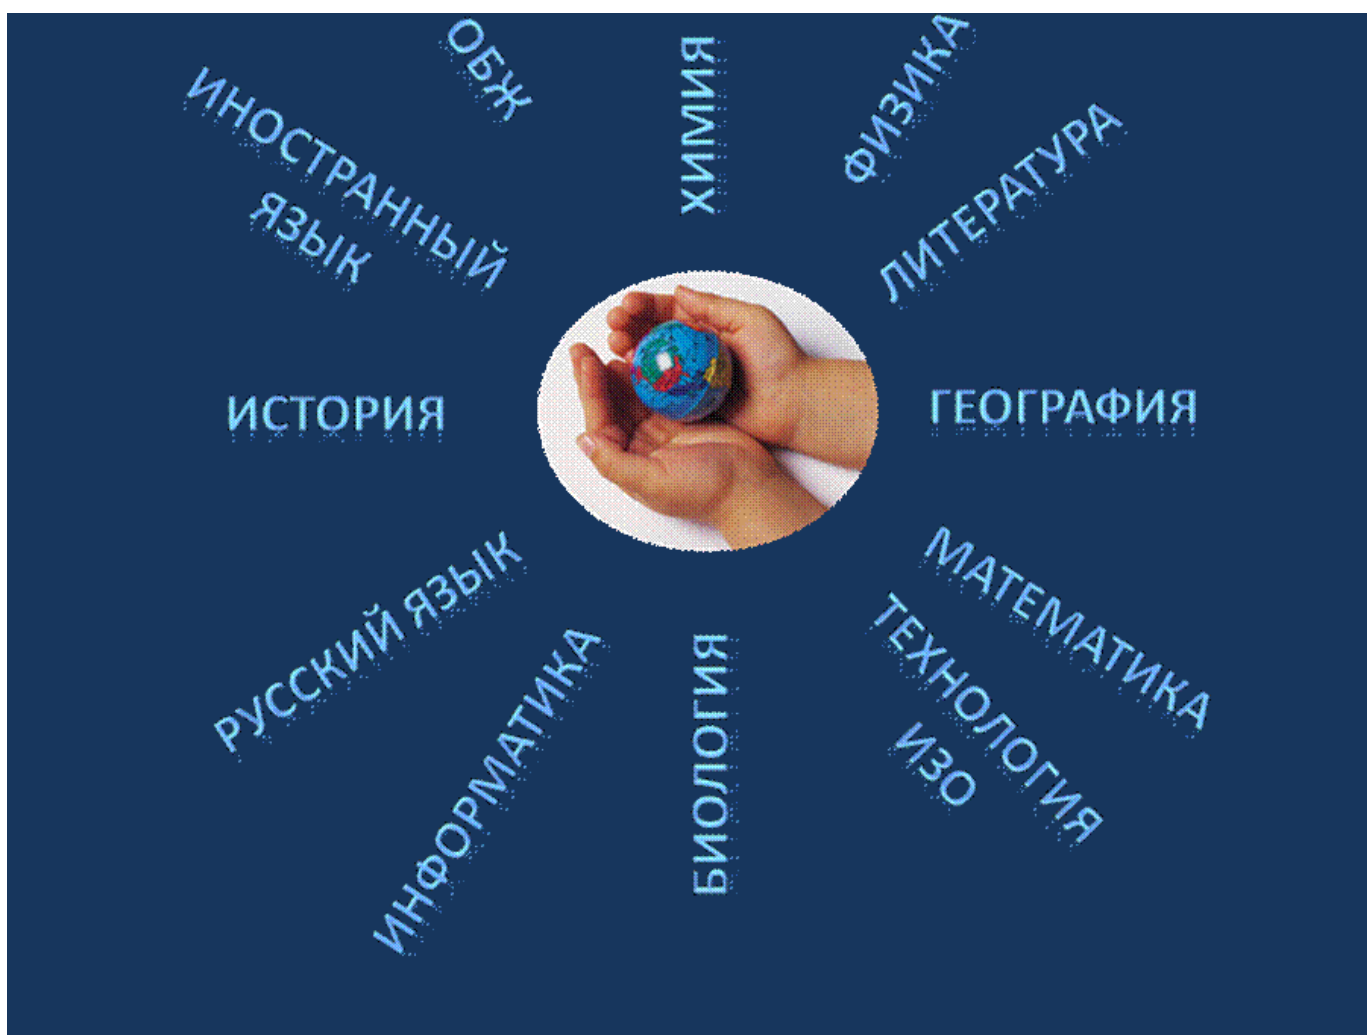 ОБЖ
ХИМИЯ
ФИЗИКА
ИНОСТРАННЫЙ
ЯЗЫК
ЛИТЕРАТУРА
ИСТОРИЯ
ГЕОГРАФИЯ
РУССКИЙ ЯЗЫК
МАТЕМАТИКА
ИНФОРМАТИКА
БИОЛОГИЯ
ТЕХНОЛОГИЯ
ИЗО